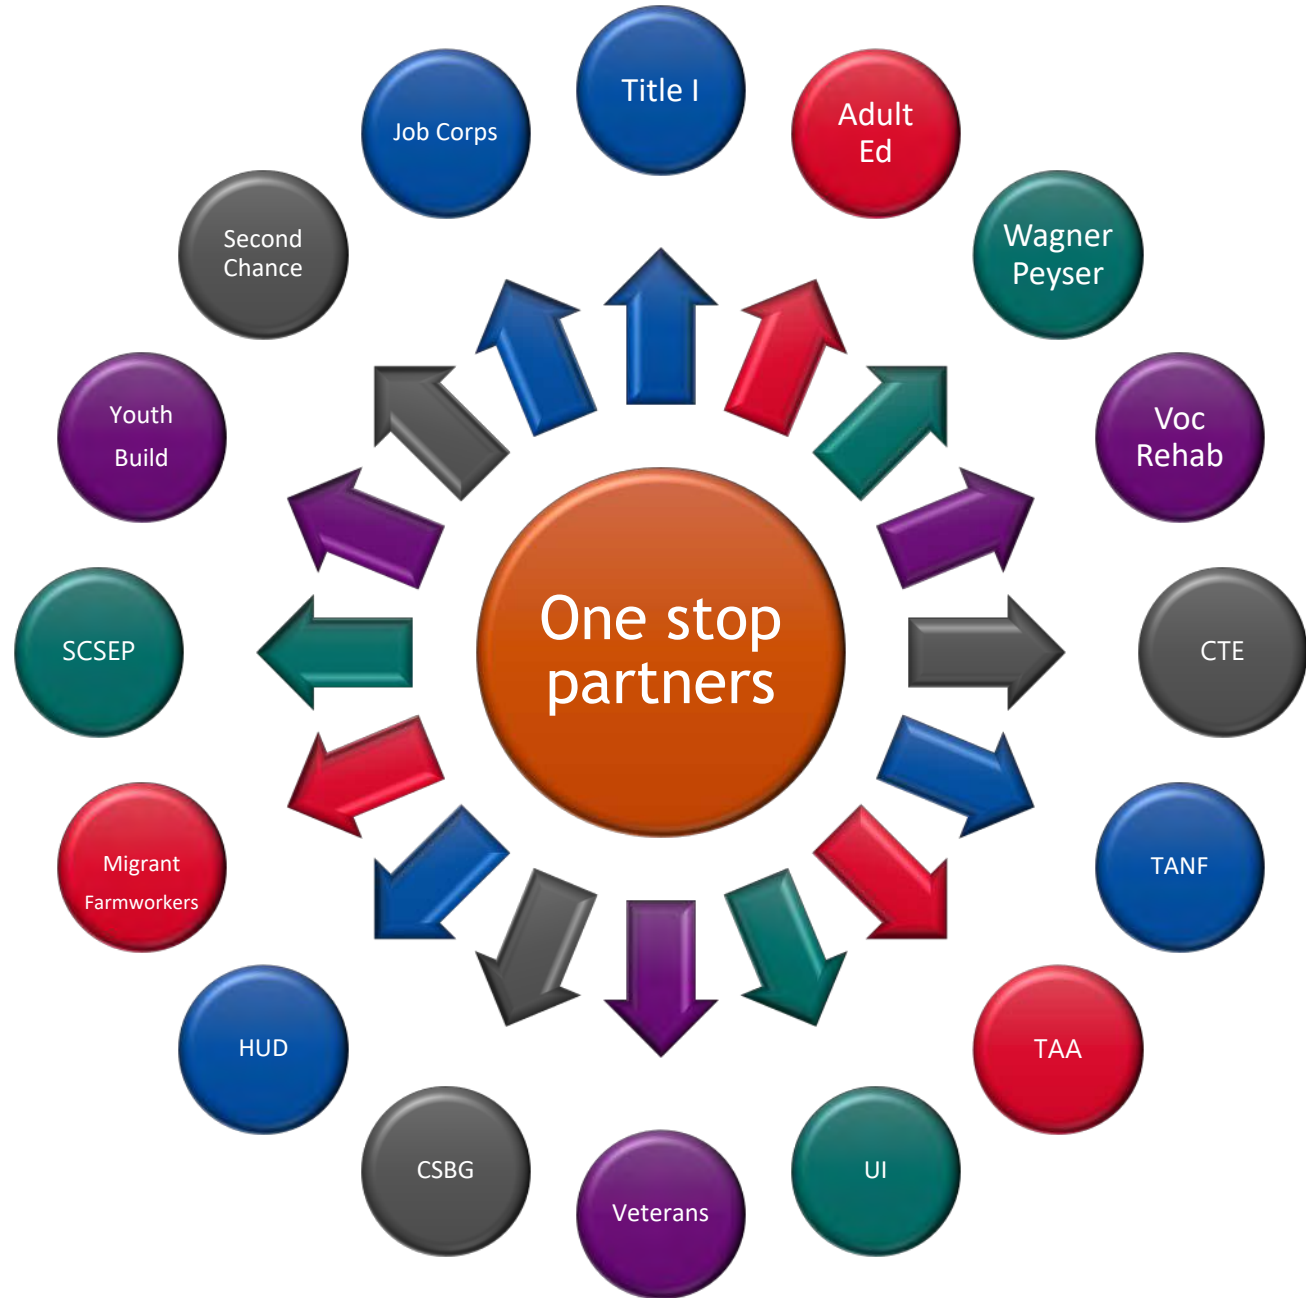 Title I
Adult
Ed
Wagner
Peyser
Voc
Rehab
CTE
TANF
TAA
UI
Veterans
CSBG
HUD
Migrant
Farmworkers
SCSEP
Youth
Build
Second
Chance
Job Corps
One stop
partners